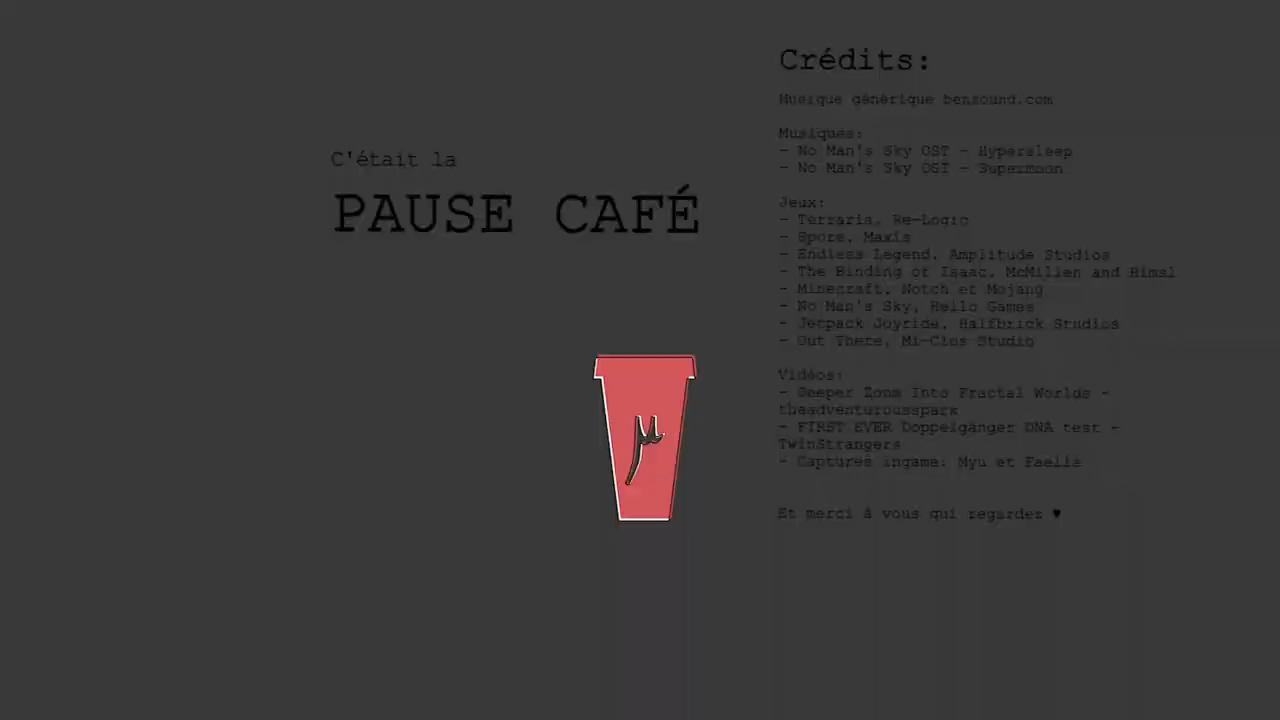 C'était la
PAUSE CAFÉ
µ
Crédits:
Musique générique bensound.com
Musiques:
- No Man's Sky OST - Hypersleep
- No Man's Sky OST - Supermoon
Jeux:
- Terraria, Re-Logic
- Spore, Maxis
- Endless Legend, Amplitude Studios
- The Binding of Isaac, McMillen and Himsl
- Minecraft, Notch et Mojang
- No Man's Sky, Hello Games
- Jetpack Joyride, Halfbrick Studios
- Out There, Mi-Clos Studio
Vidéos:
- Deeper Zoom Into Fractal Worlds -
theadventurousspark
- FIRST EVER Doppelganger DNA test -
TwinStrangers
- Captures ingame: Myu et Faelis
Et merci à vous qui regardez ♥